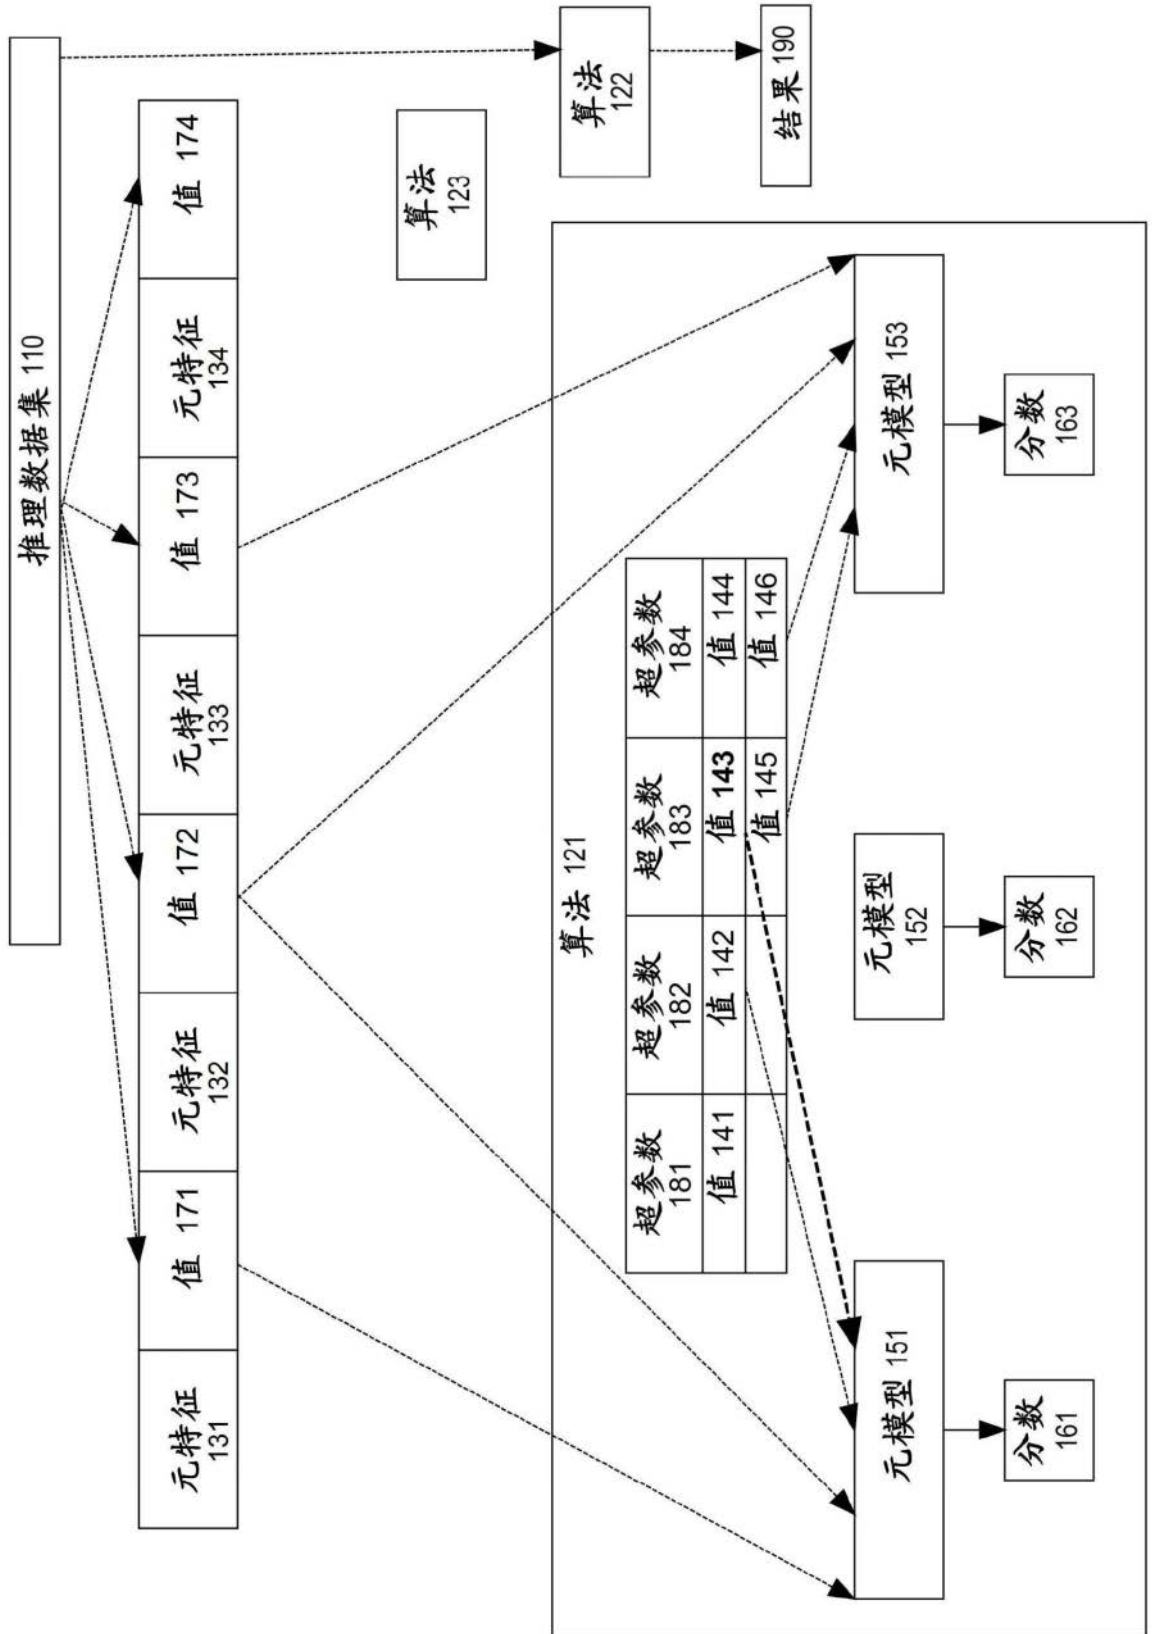 推理数据集 110
元特征
131
值 171
元特征
132
值 172
元特征
133
值 173
元特征
134
值 174
算法
123
算法
122
结果 190
算法 121
超参数
181
超参数
182
超参数
183
超参数
184
值 141
值 142
值 143
值 144
值 145
值 146
元模型 151
元模型
152
元模型 153
分数
161
分数
162
分数
163